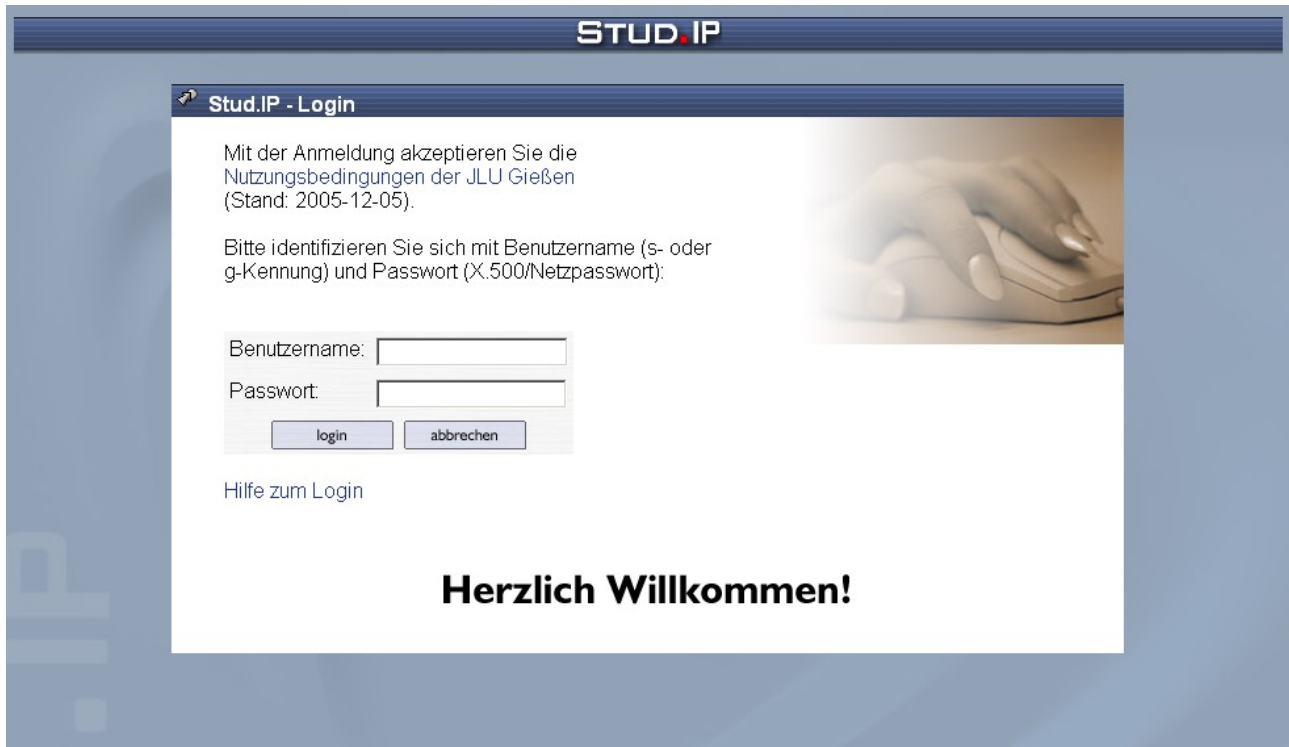 STUD.IP
Stud.IP - Login
Mit der Anmeldung akzeptieren Sie die
Nutzungsbedingungen der JLU Gießen
(Stand: 2005-12-05).
Bitte identifizieren Sie sich mit Benutzername (s- oder
g-Kennung) und Passwort (X.500/Netzpasswort):
Benutzername:
Passwort:
login abbrechen
Hilfe zum Login
Herzlich Willkommen!
.IP